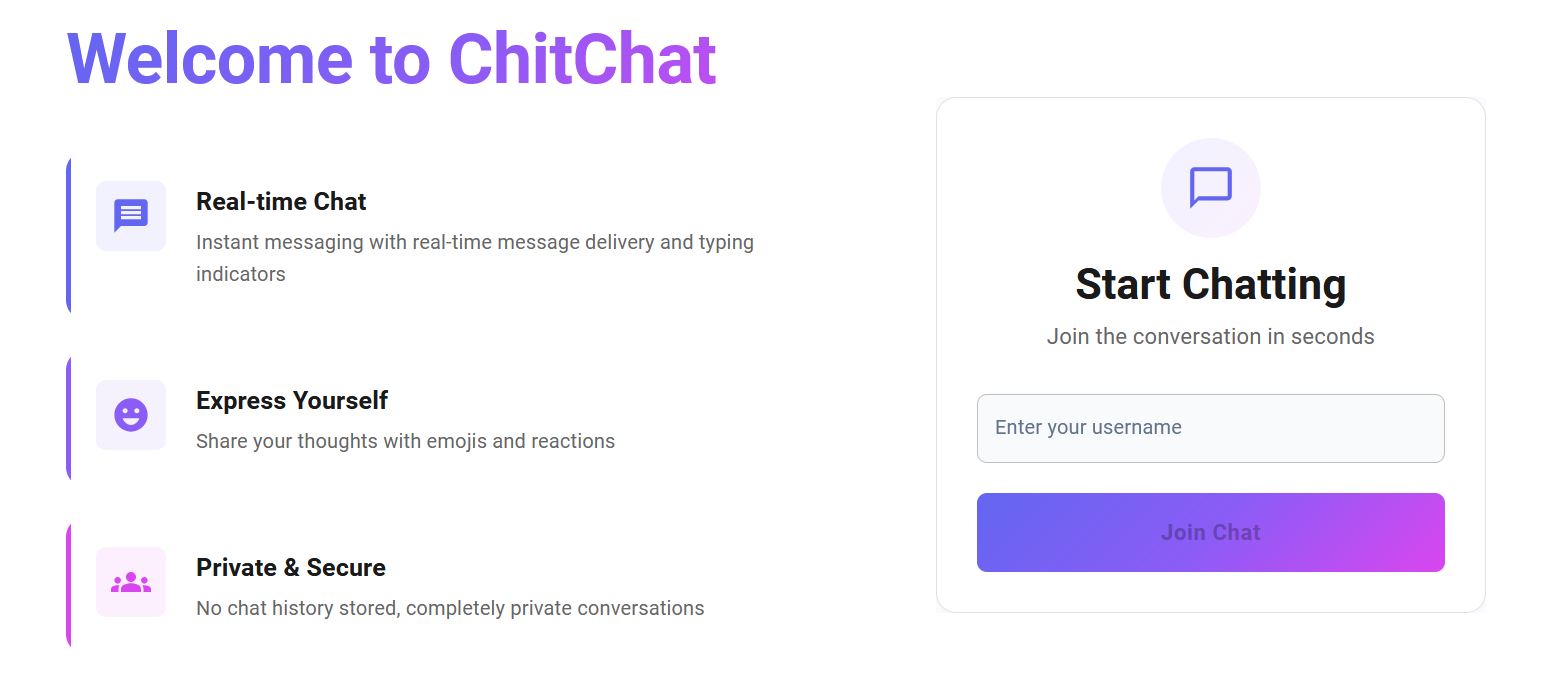 Welcome to ChitChat
Real-time Chat
Instant messaging with real-time message delivery and typing
indicators
Express Yourself
Share your thoughts with emojis and reactions
Private & Secure
No chat history stored, completely private conversations
Start Chatting
Join the conversation in seconds
Enter your username
Join Chat